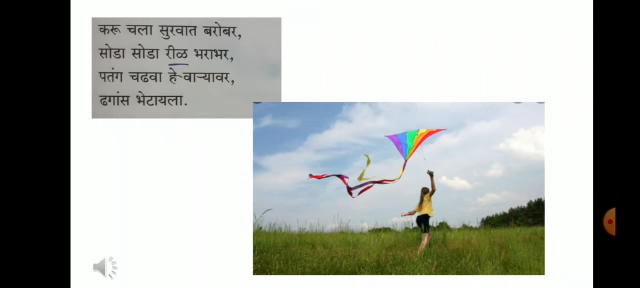 करू चला सुरवात बरोबर,
सोडा सोडा रीळ भराभर,
पतंग चढवा हे वाऱ्यावर,
ढगांस भेटायला.